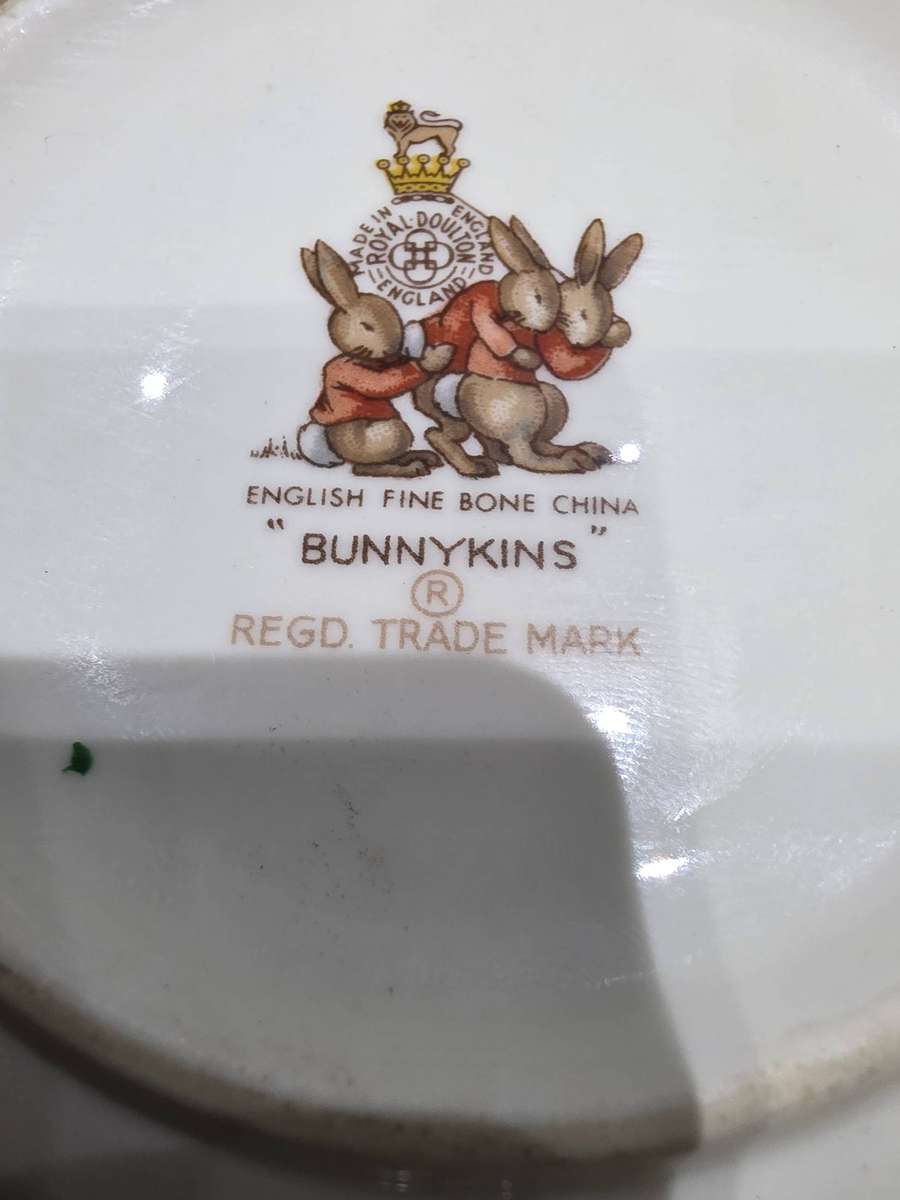 MADE IN ENGLAND
ROYAL·DOULTON
ENGLAND
ENGLISH FINE BONE CHINA
"BUNNYKINS"
®
REGD. TRADE MARK